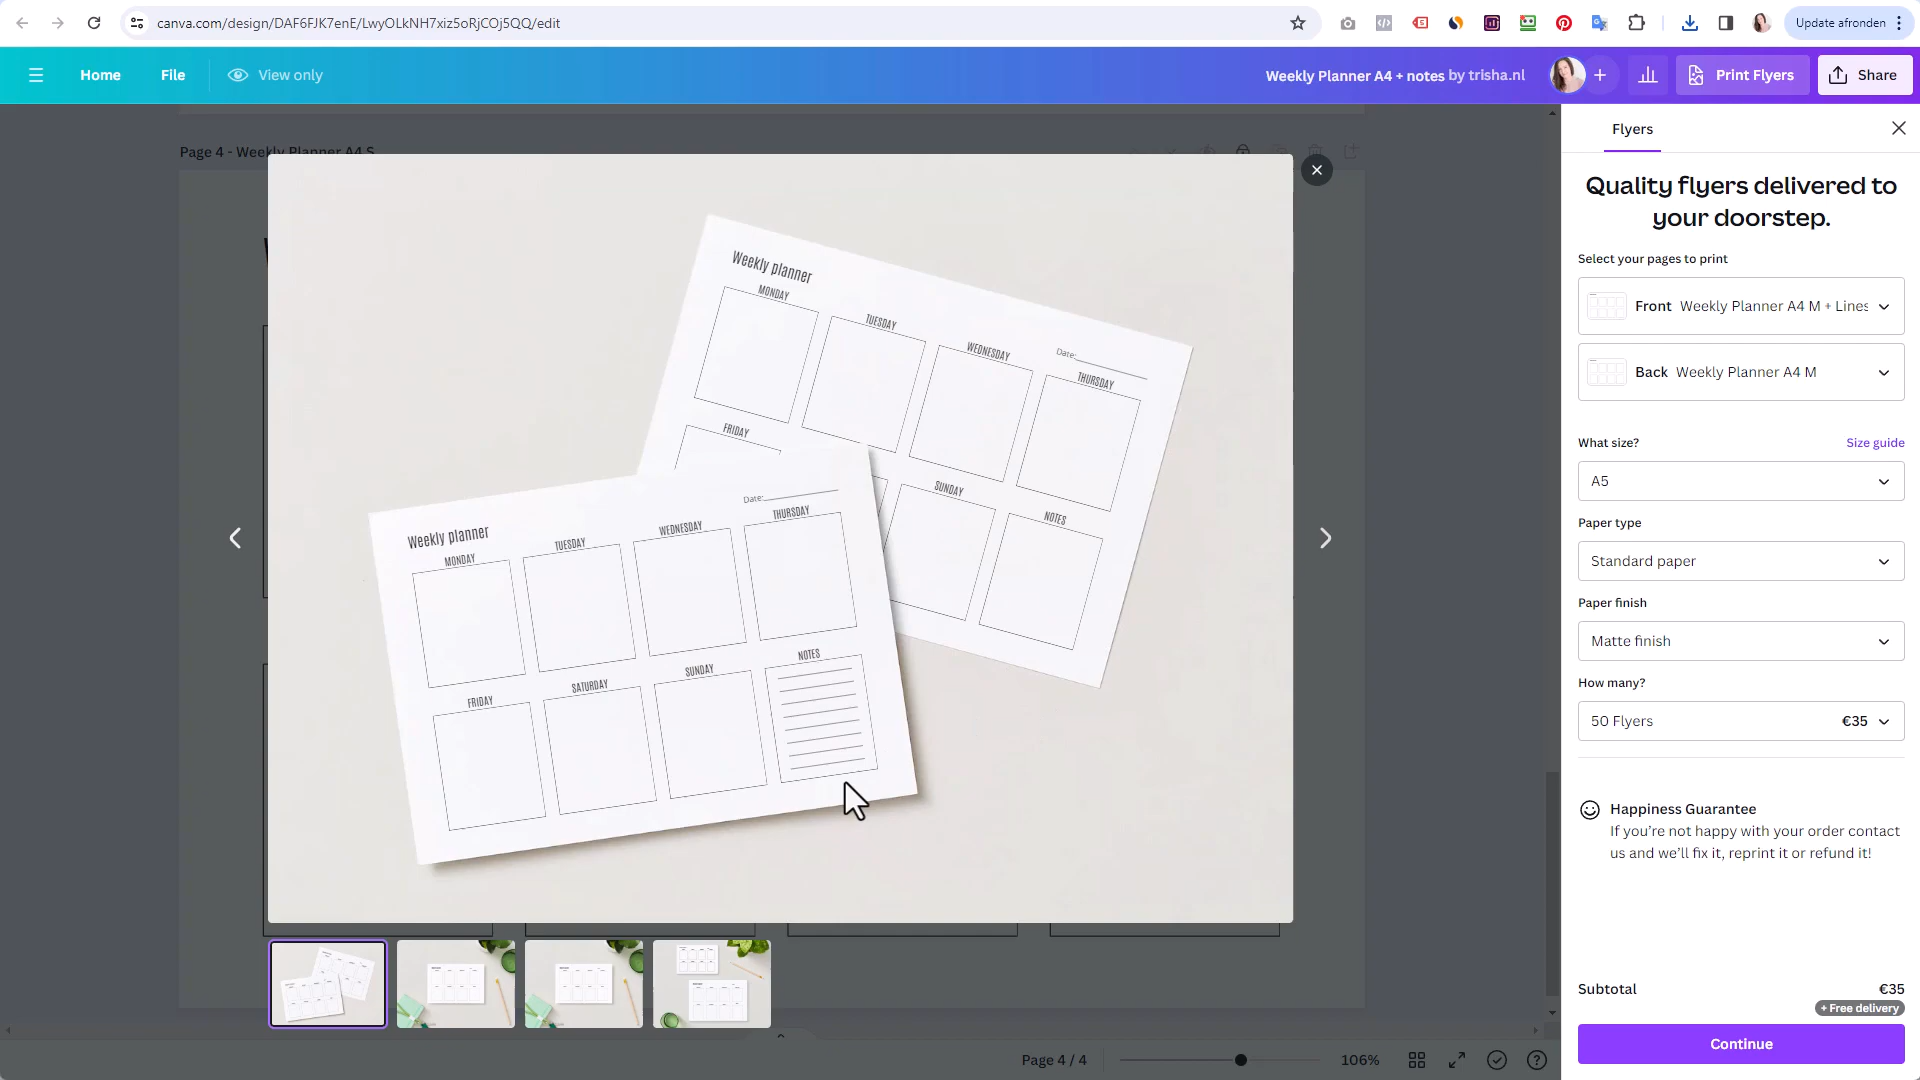 canva.com/design/DAF6FJK7enE/LwyOLkNH7xiz5oRjCOj5QQ/edit
Update afronden
Home
File
View only
Weekly Planner A4 + notes by trisha.nl
Print Flyers
Share
Page 4 - Weekly Planner A4 S
Weekly planner
MONDAY
TUESDAY
WEDNESDAY
Date:
THURSDAY
FRIDAY
SUNDAY
NOTES
Weekly planner
Date:
MONDAY
TUESDAY
WEDNESDAY
THURSDAY
FRIDAY
SATURDAY
SUNDAY
NOTES
Page 4 / 4
106%
Flyers
Quality flyers delivered to
your doorstep.
Select your pages to print
Front Weekly Planner A4 M + Lines
Back Weekly Planner A4 M
What size?
Size guide
A5
Paper type
Standard paper
Paper finish
Matte finish
How many?
50 Flyers €35
Happiness Guarantee
If you’re not happy with your order contact
us and we’ll fix it, reprint it or refund it!
Subtotal €35
+ Free delivery
Continue